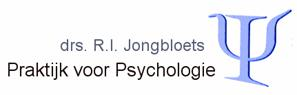 drs. R.I. Jongbloets
Praktijk voor Psychologie
Ψ